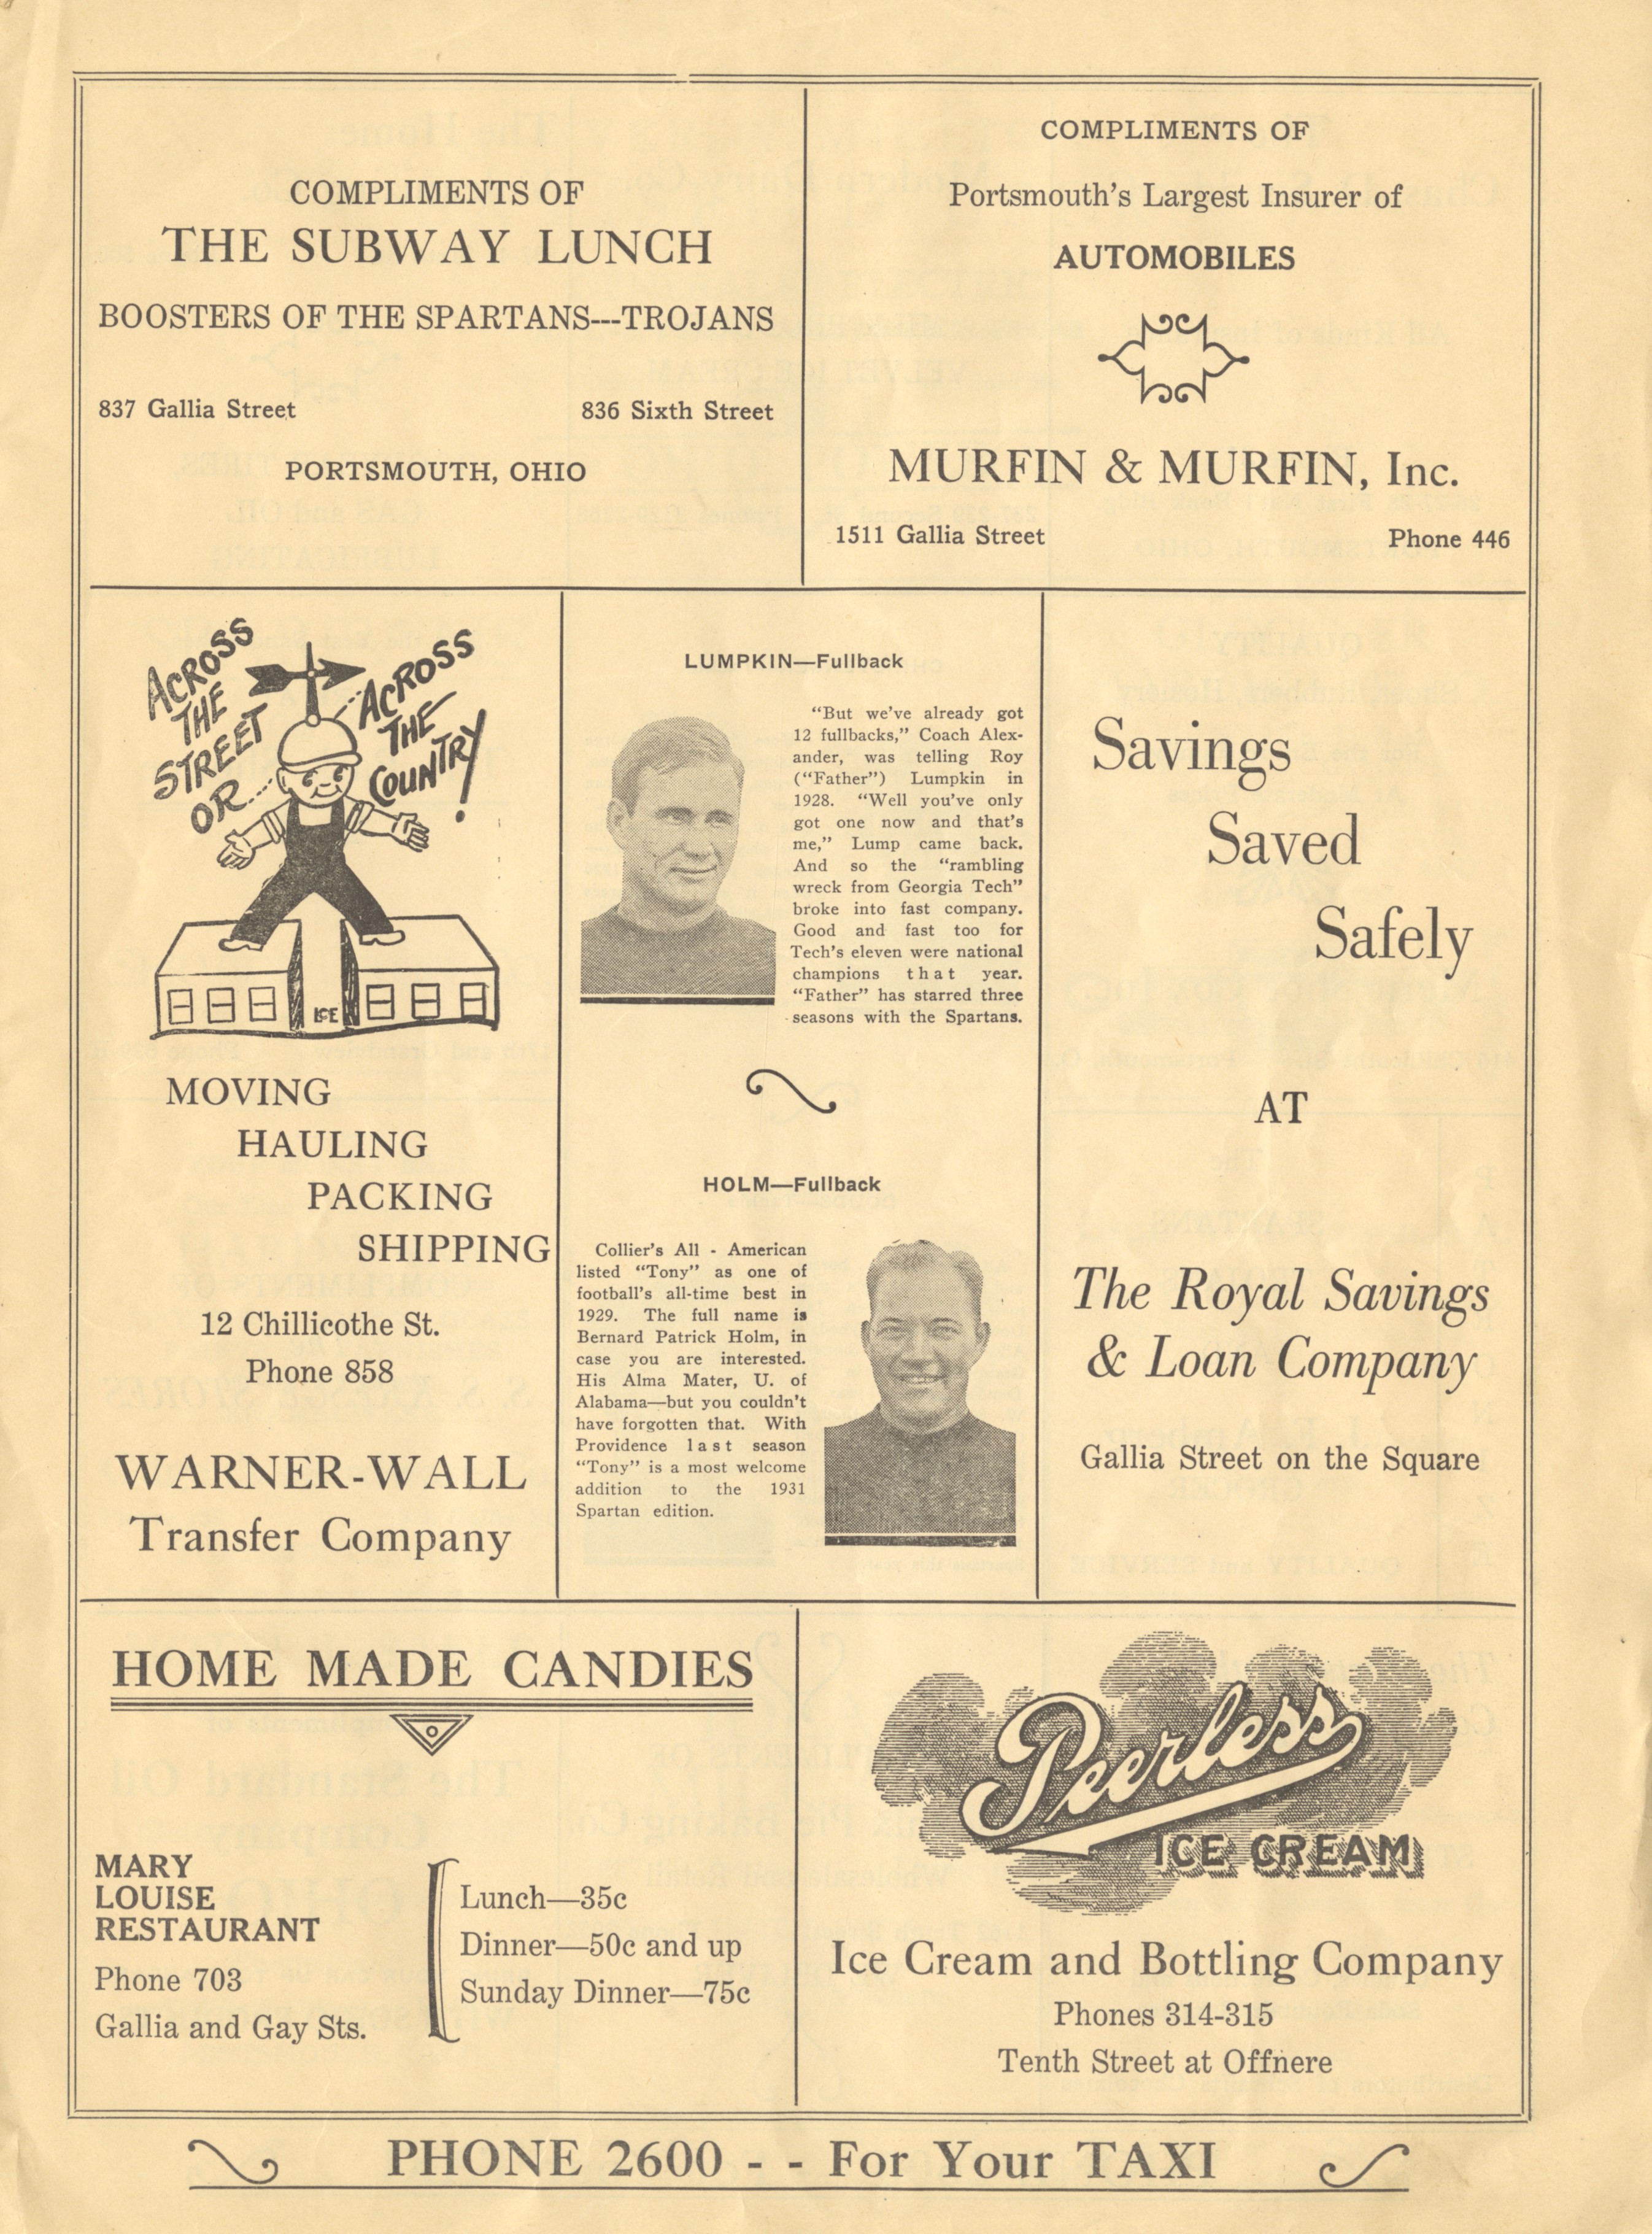 COMPLIMENTS OF
THE SUBWAY LUNCH
BOOSTERS OF THE SPARTANS---TROJANS
837 Gallia Street
836 Sixth Street
PORTSMOUTH, OHIO
COMPLIMENTS OF
Portsmouth's Largest Insurer of
AUTOMOBILES
MURFIN & MURFIN, Inc.
1511 Gallia Street
Phone 446
ACROSS
THE
STREET
OR
ACROSS
THE
COUNTRY!
MOVING
HAULING
PACKING
SHIPPING
12 Chillicothe St.
Phone 858
WARNER-WALL
Transfer Company
LUMPKIN—Fullback
"But we've already got
12 fullbacks," Coach Alex-
ander, was telling Roy
("Father") Lumpkin in
1928. "Well you've only
got one now and that's
me," Lump came back.
And so the "rambling
wreck from Georgia Tech"
broke into fast company.
Good and fast too for
Tech's eleven were national
champions that year.
"Father" has starred three
seasons with the Spartans.
HOLM—Fullback
Collier's All - American
listed "Tony" as one of
football's all-time best in
1929. The full name is
Bernard Patrick Holm, in
case you are interested.
His Alma Mater, U. of
Alabama—but you couldn't
have forgotten that. With
Providence last season
"Tony" is a most welcome
addition to the 1931
Spartan edition.
Savings
Saved
Safely
AT
The Royal Savings
& Loan Company
Gallia Street on the Square
HOME MADE CANDIES
MARY
LOUISE
RESTAURANT
Phone 703
Gallia and Gay Sts.
Lunch—35c
Dinner—50c and up
Sunday Dinner—75c
Peerless
ICE CREAM
Ice Cream and Bottling Company
Phones 314-315
Tenth Street at Offnere
PHONE 2600 - - For Your TAXI